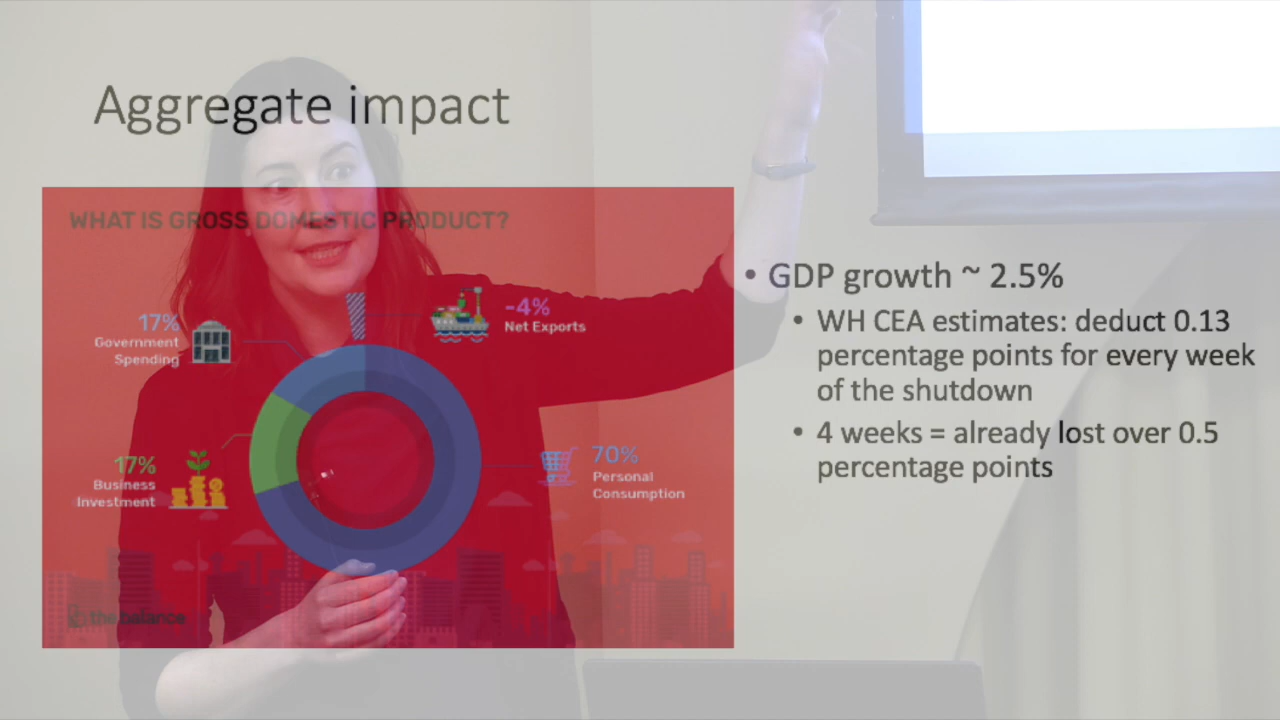 Aggregate impact
WHAT IS GROSS DOMESTIC PRODUCT?
17%
Government
Spending
-4%
Net Exports
17%
Business
Investment
70%
Personal
Consumption
the balance
• GDP growth ~ 2.5%
• WH CEA estimates: deduct 0.13
percentage points for every week
of the shutdown
• 4 weeks = already lost over 0.5
percentage points